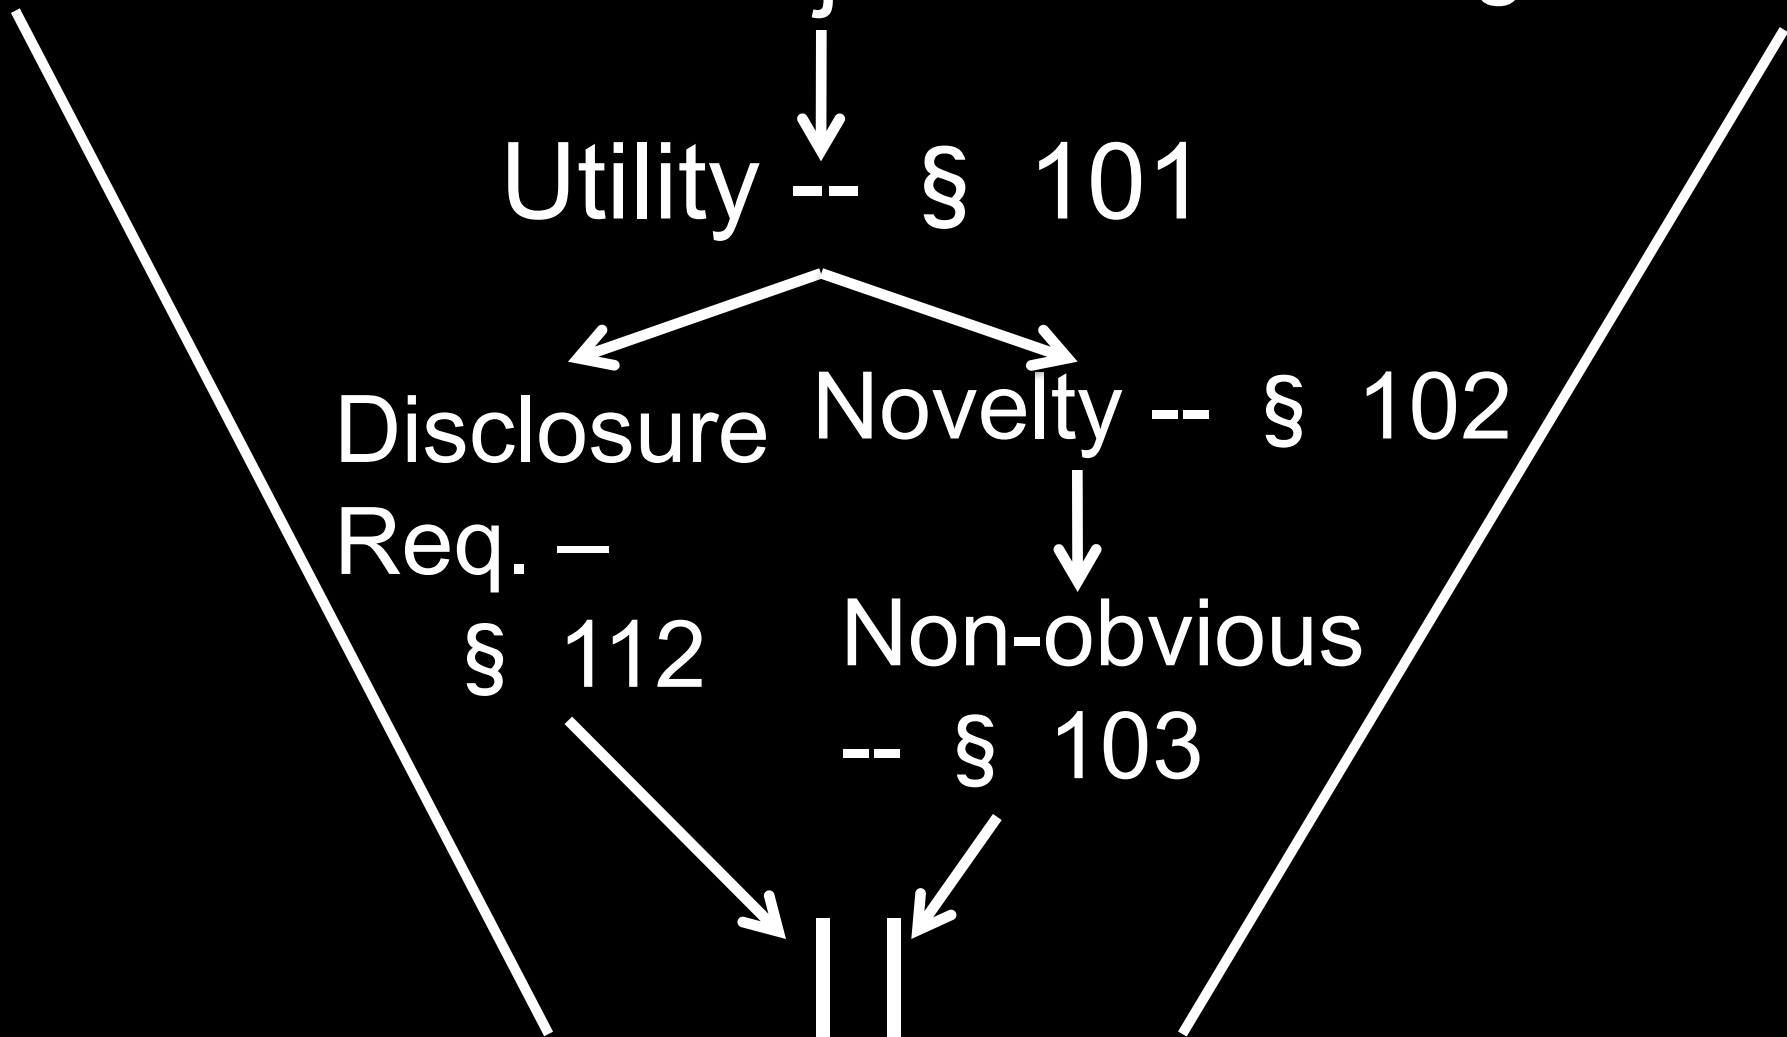 Utility -- § 101
Disclosure
Req. –
§ 112
Novelty -- § 102
Non-obvious
-- § 103